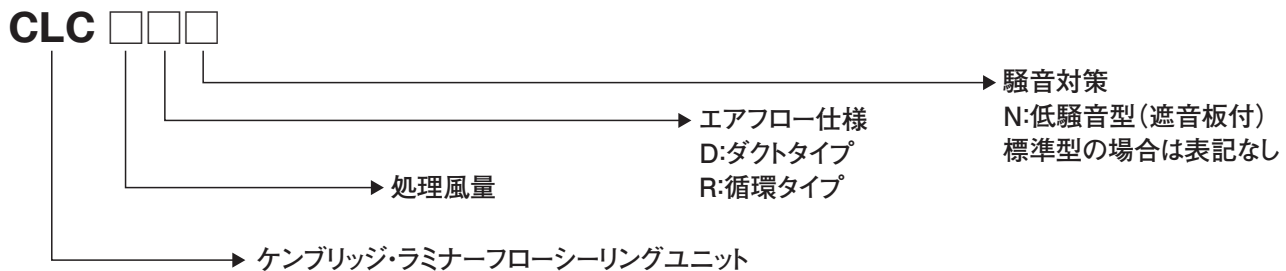 CLC □□□
騒音対策
N:低騒音型（遮音板付）
標準型の場合は表記なし
エアフロー仕様
D:ダクトタイプ
R:循環タイプ
処理風量
ケンブリッジ・ラミナーフローシーリングユニット